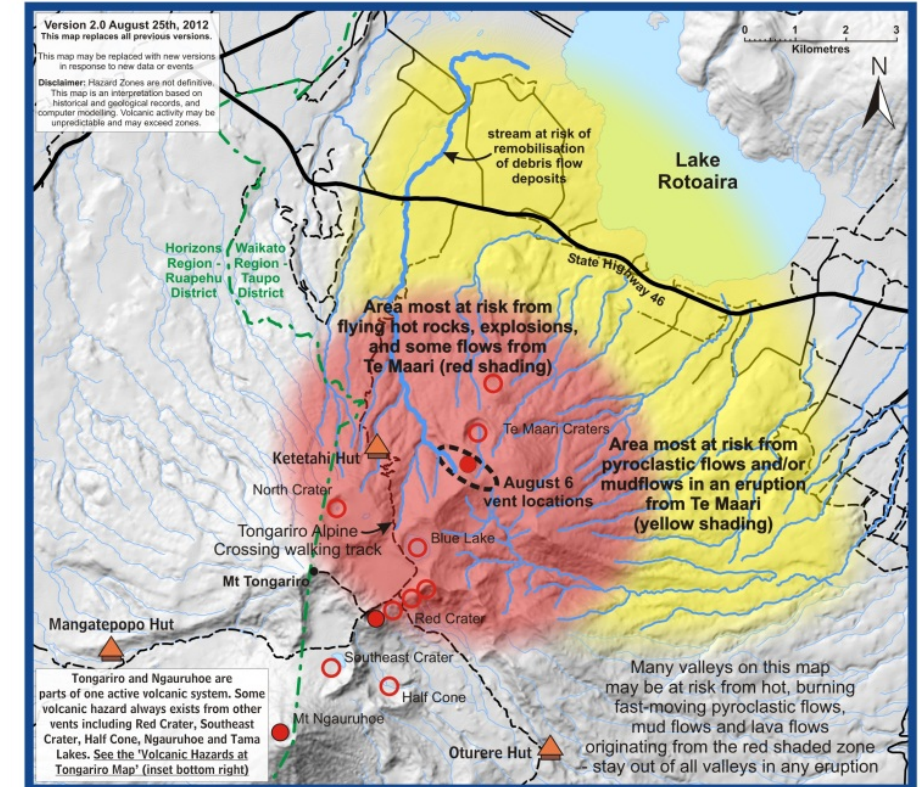 Version 2.0 August 25th, 2012
This map replaces all previous versions.
This map may be replaced with new versions
in response to new data or events
Disclaimer: Hazard Zones are not definitive.
This map is an interpretation based on
historical and geological records, and
computer modelling. Volcanic activity may be
unpredictable and may exceed zones.
0 1 2 3
Kilometres
N
stream at risk of
remobilisation
of debris flow
deposits
Lake
Rotoaira
Horizons
Region -
Ruapehu
District
Waikato
Region -
Taupo
District
State Highway 46
Area most at risk from
flying hot rocks, explosions,
and some flows from
Te Maari (red shading)
Te Maari Craters
Area most at risk from
pyroclastic flows and/or
mudflows in an eruption
from Te Maari
(yellow shading)
Ketetahi Hut
August 6
vent locations
North Crater
Tongariro Alpine
Crossing walking track
Blue Lake
Mt Tongariro
Red Crater
Mangatepopo Hut
Southeast Crater
Half Cone
Mt Ngauruhoe
Oturere Hut
Tongariro and Ngauruhoe are
parts of one active volcanic system. Some
volcanic hazard always exists from other
vents including Red Crater, Southeast
Crater, Half Cone, Ngauruhoe and Tama
Lakes. See the 'Volcanic Hazards at
Tongariro Map' (inset bottom right)
Many valleys on this map
may be at risk from hot, burning
fast-moving pyroclastic flows,
mud flows and lava flows
originating from the red shaded zone
- stay out of all valleys in any eruption